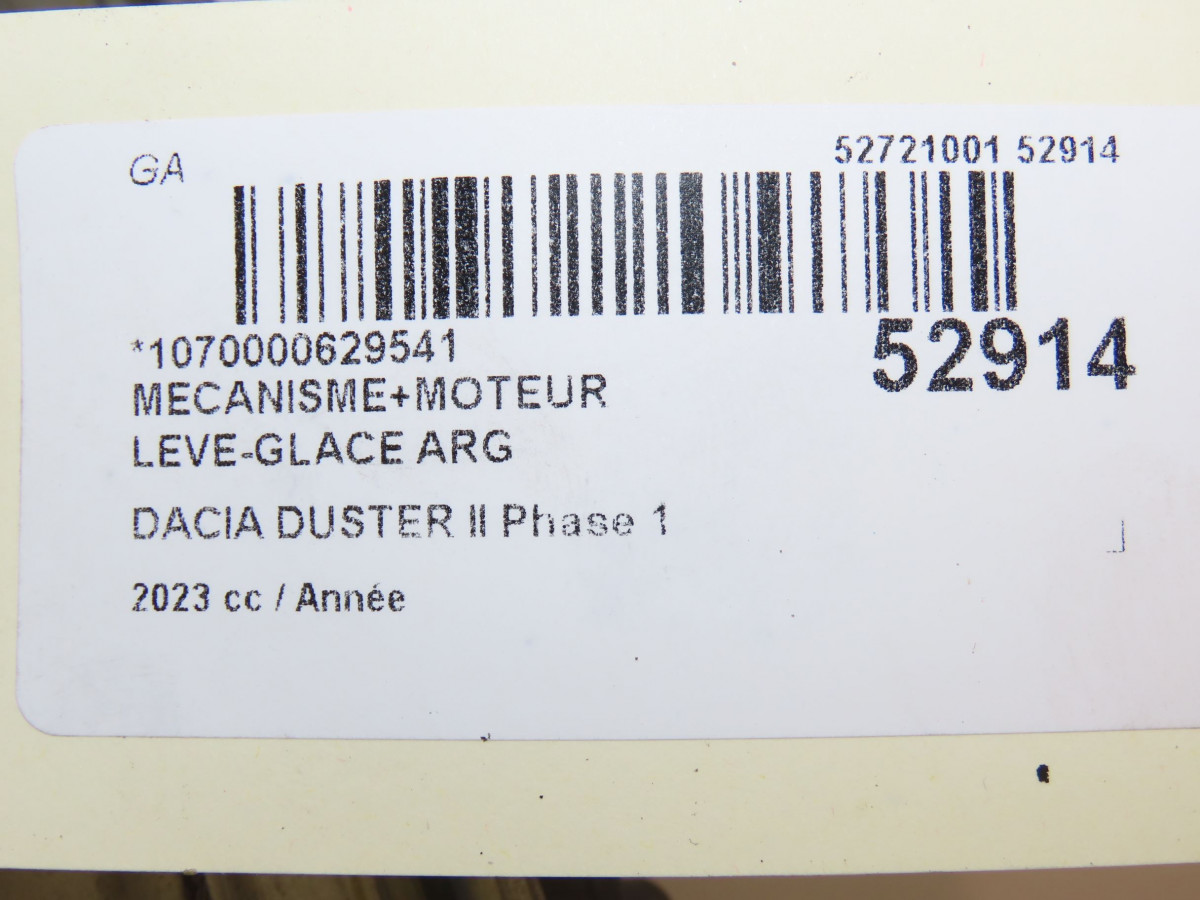 GA
52721001 52914
*1070000629541
52914
MECANISME+MOTEUR
LEVE-GLACE ARG
DACIA DUSTER II Phase 1
2023 cc / Année